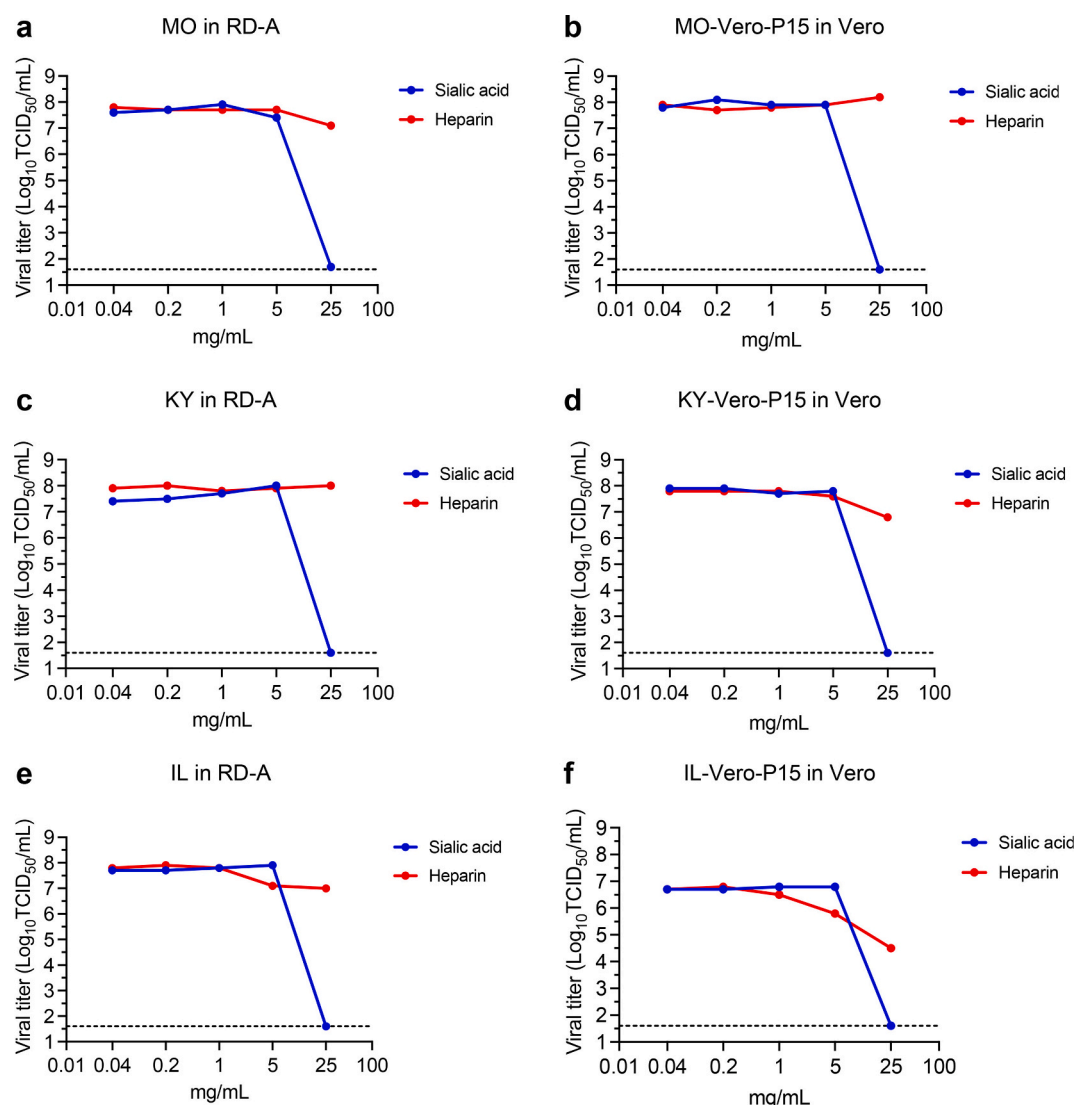 a
MO in RD-A
Viral titer (Log₁₀TCID₅₀/mL)
9
8
7
6
5
4
3
2
1
0.01 0.04 0.2 1 5 25 100
mg/mL
Sialic acid
Heparin
b
MO-Vero-P15 in Vero
Viral titer (Log₁₀TCID₅₀/mL)
9
8
7
6
5
4
3
2
1
0.01 0.04 0.2 1 5 25 100
mg/mL
Sialic acid
Heparin
c
KY in RD-A
Viral titer (Log₁₀TCID₅₀/mL)
9
8
7
6
5
4
3
2
1
0.01 0.04 0.2 1 5 25 100
mg/mL
Sialic acid
Heparin
d
KY-Vero-P15 in Vero
Viral titer (Log₁₀TCID₅₀/mL)
9
8
7
6
5
4
3
2
1
0.01 0.04 0.2 1 5 25 100
mg/mL
Sialic acid
Heparin
e
IL in RD-A
Viral titer (Log₁₀TCID₅₀/mL)
9
8
7
6
5
4
3
2
1
0.01 0.04 0.2 1 5 25 100
mg/mL
Sialic acid
Heparin
f
IL-Vero-P15 in Vero
Viral titer (Log₁₀TCID₅₀/mL)
9
8
7
6
5
4
3
2
1
0.01 0.04 0.2 1 5 25 100
mg/mL
Sialic acid
Heparin